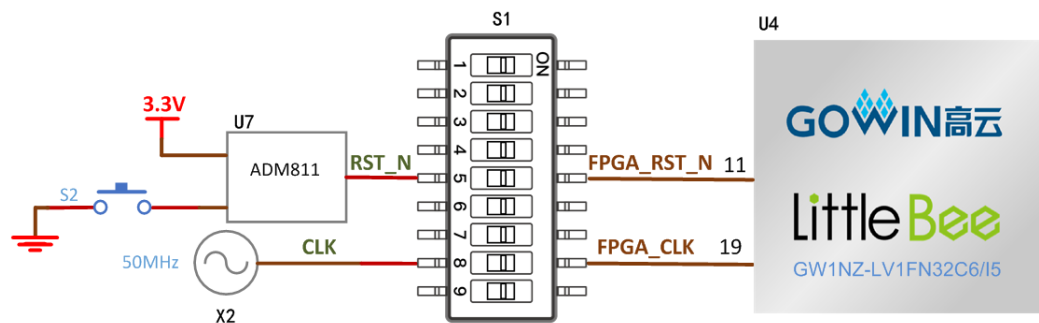 S1
U4
ON
1
2
3
4
5
6
7
8
9
3.3V
U7
ADM811
RST_N
S2
50MHz
CLK
X2
FPGA_RST_N 11
FPGA_CLK 19
GOWIN高云
LittleBee
GW1NZ-LV1FN32C6/I5